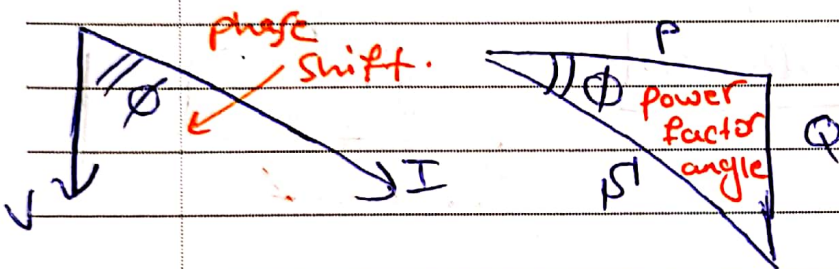 phase
shift.
φ
V
I
P
φ
power
factor
angle
Q
|S|